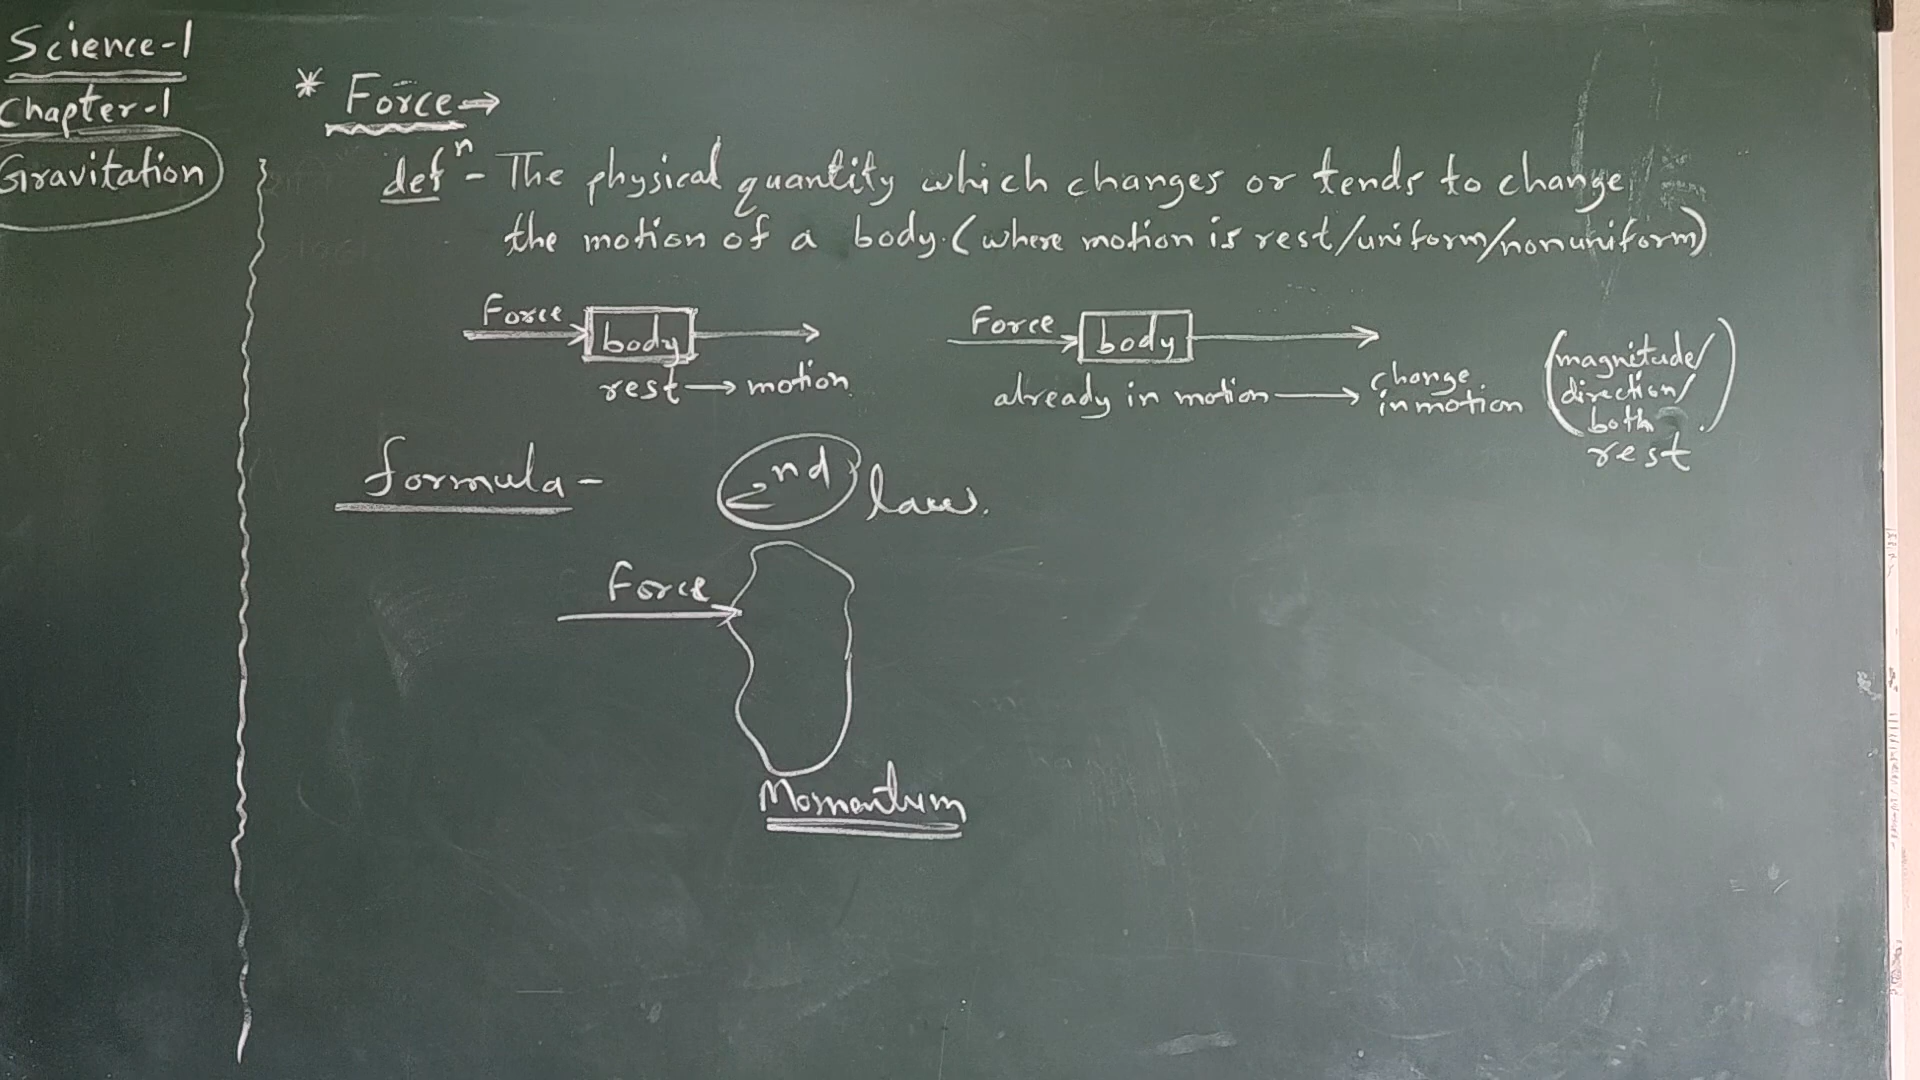 Science-1
Chapter-1
Gravitation
* Force →
defⁿ - The physical quantity which changes or tends to change
the motion of a body. (where motion is rest/uniform/nonuniform)
Force body
rest → motion
Force body
already in motion → change in motion
(magnitude/
direction/
both)
rest
formula -
2nd law.
Force
Momentum